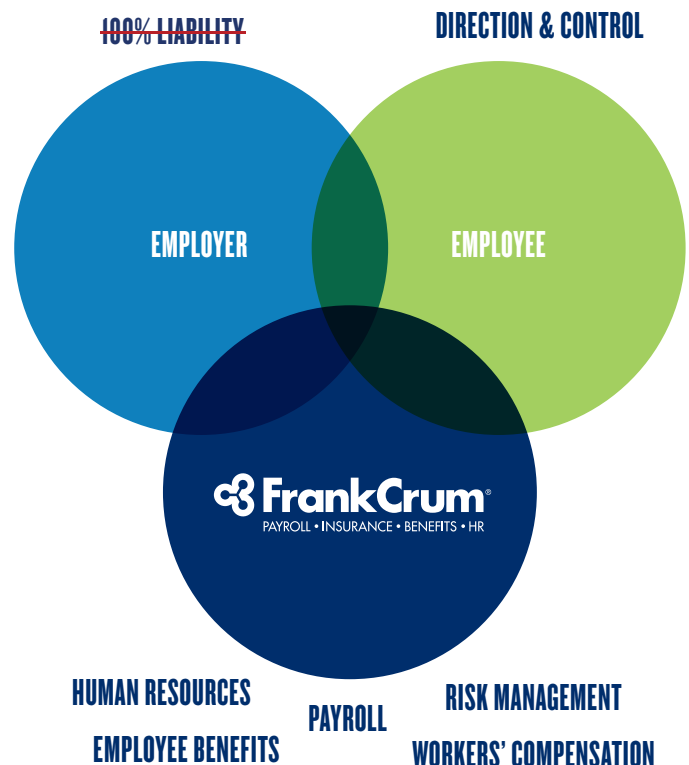 100% LIABILITY
DIRECTION & CONTROL
EMPLOYER
EMPLOYEE
FrankCrum®
PAYROLL • INSURANCE • BENEFITS • HR
HUMAN RESOURCES
RISK MANAGEMENT
PAYROLL
EMPLOYEE BENEFITS
WORKERS' COMPENSATION